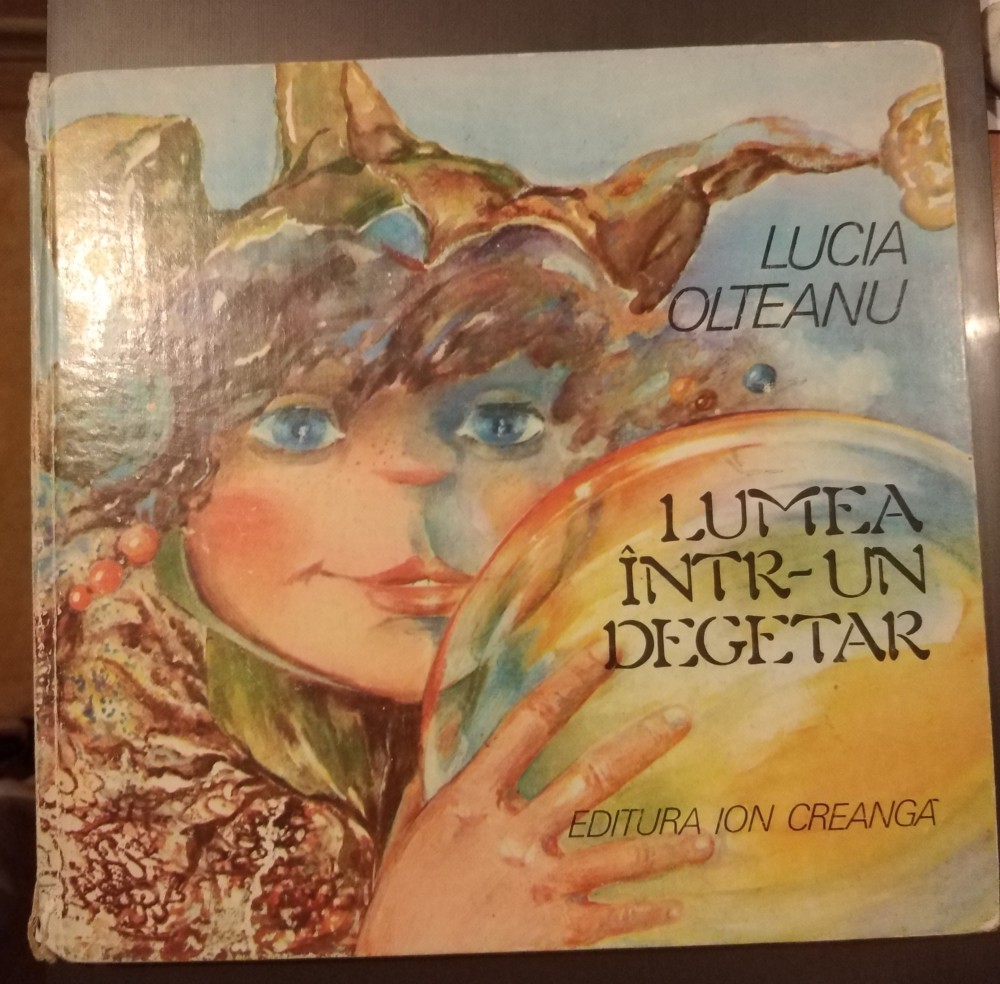 LUCIA
OLTEANU
LUMEA
ÎNTR-UN
DEGETAR
EDITURA ION CREANGĂ